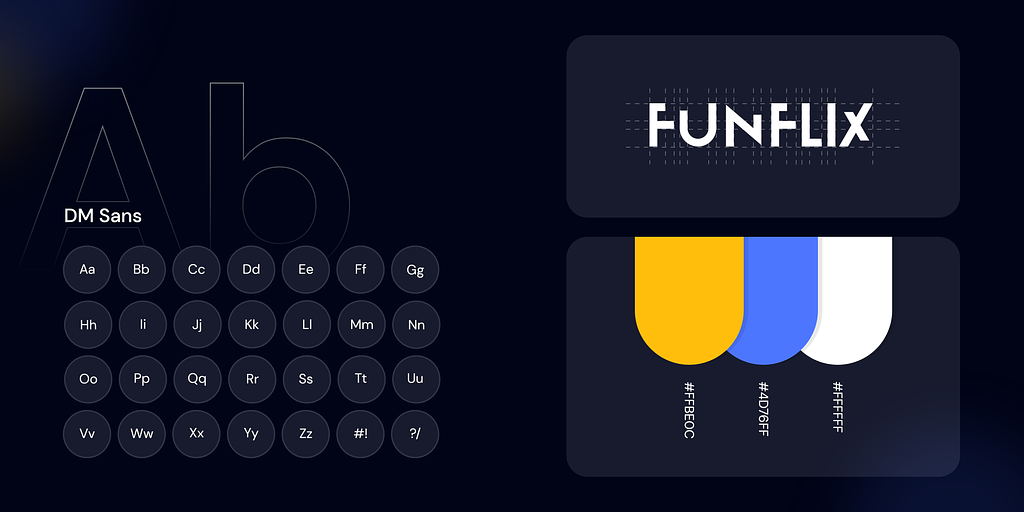 Ab
DM Sans
Aa Bb Cc Dd Ee Ff Gg
Hh Ii Jj Kk Ll Mm Nn
Oo Pp Qq Rr Ss Tt Uu
Vv Ww Xx Yy Zz #! ?/
FUNFLIX
#FFBE0C
#4D76FF
#FFFFFF